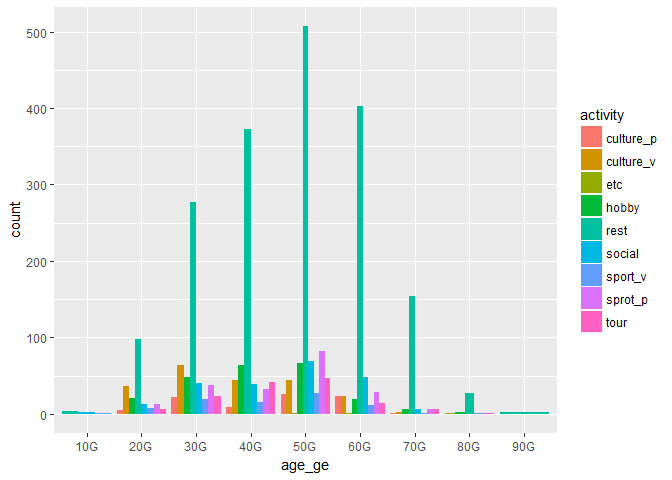 500
400
300
200
100
0
count
10G 20G 30G 40G 50G 60G 70G 80G 90G
age_ge
activity
culture_p
culture_v
etc
hobby
rest
social
sport_v
sprot_p
tour